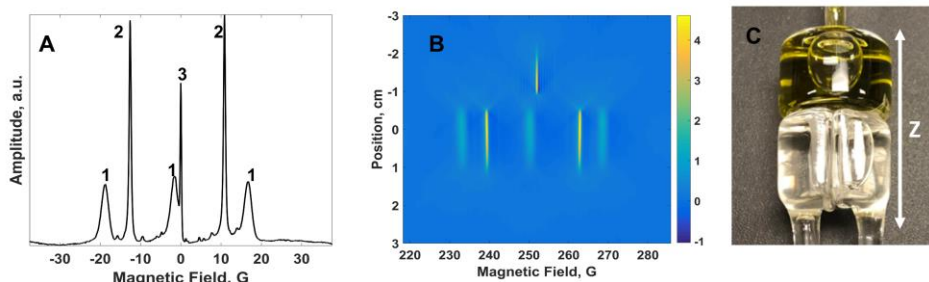 A
2
2
3
1
1
1
Amplitude, a.u.
-30 -20 -10 0 10 20 30
Magnetic Field, G
B
-3
-2
-1
0
1
2
3
Position, cm
220 230 240 250 260 270 280
Magnetic Field, G
4
3
2
1
0
-1
C
Z